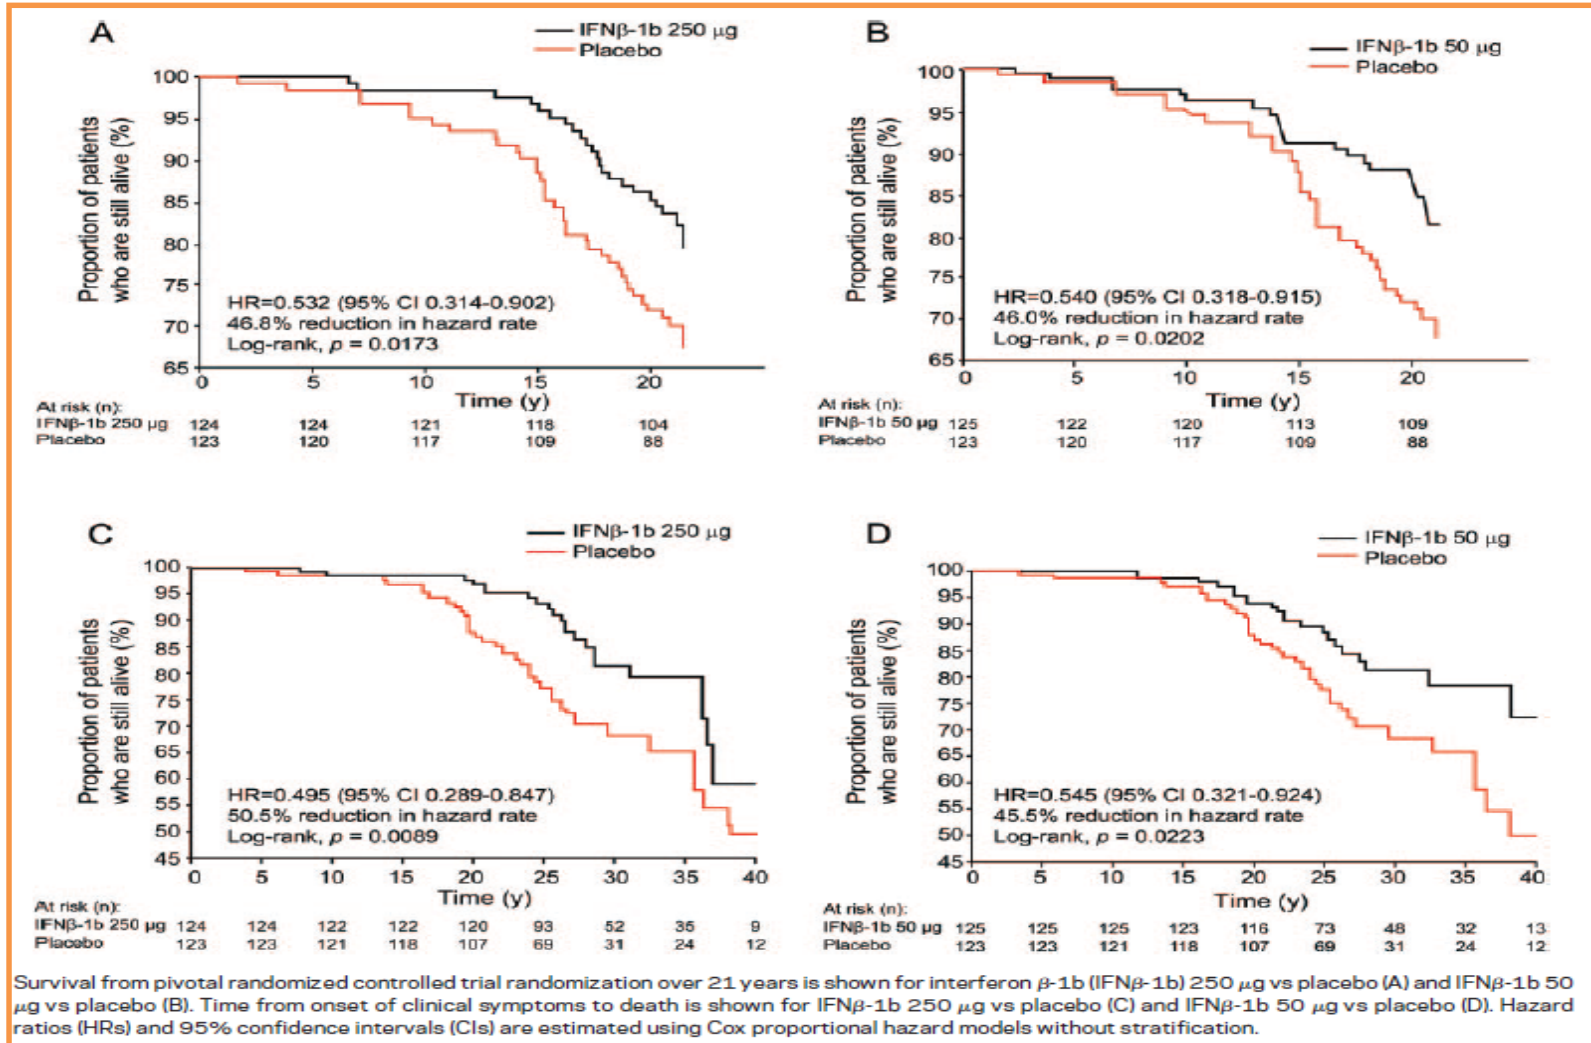 A
IFNβ-1b 250 μg
Placebo
Proportion of patients
who are still alive (%)
100
95
90
85
80
75
70
65
HR=0.532 (95% CI 0.314-0.902)
46.8% reduction in hazard rate
Log-rank, p = 0.0173
0 5 10 15 20
Time (y)
At risk (n):
IFNβ-1b 250 μg 124 124 121 118 104
Placebo 123 120 117 109 88
B
IFNβ-1b 50 μg
Placebo
Proportion of patients
who are still alive (%)
100
95
90
85
80
75
70
65
HR=0.540 (95% CI 0.318-0.915)
46.0% reduction in hazard rate
Log-rank, p = 0.0202
0 5 10 15 20
Time (y)
At risk (n):
IFNβ-1b 50 μg 125 122 120 113 109
Placebo 123 120 117 109 88
C
IFNβ-1b 250 μg
Placebo
Proportion of patients
who are still alive (%)
100
95
90
85
80
75
70
65
60
55
50
45
HR=0.495 (95% CI 0.289-0.847)
50.5% reduction in hazard rate
Log-rank, p = 0.0089
0 5 10 15 20 25 30 35 40
Time (y)
At risk (n):
IFNβ-1b 250 μg 124 124 122 122 120 93 52 35 9
Placebo 123 123 121 118 107 69 31 24 12
D
IFNβ-1b 50 μg
Placebo
Proportion of patients
who are still alive (%)
100
95
90
85
80
75
70
65
60
55
50
45
HR=0.545 (95% CI 0.321-0.924)
45.5% reduction in hazard rate
Log-rank, p = 0.0223
0 5 10 15 20 25 30 35 40
Time (y)
At risk (n):
IFNβ-1b 50 μg 125 125 125 123 116 73 48 32 13
Placebo 123 123 121 118 107 69 31 24 12
Survival from pivotal randomized controlled trial randomization over 21 years is shown for interferon β-1b (IFNβ-1b) 250 μg vs placebo (A) and IFNβ-1b 50
μg vs placebo (B). Time from onset of clinical symptoms to death is shown for IFNβ-1b 250 μg vs placebo (C) and IFNβ-1b 50 μg vs placebo (D). Hazard
ratios (HRs) and 95% confidence intervals (CIs) are estimated using Cox proportional hazard models without stratification.